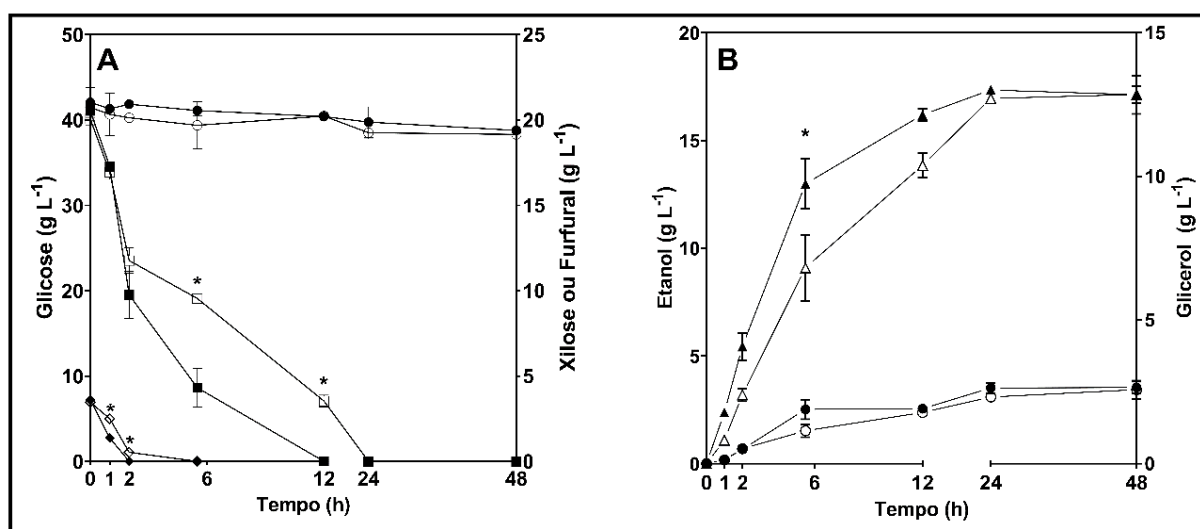 A
50
40
30
20
10
0
Glicose (g L⁻¹)
25
20
15
10
5
0
Xilose ou Furfural (g L⁻¹)
*
*
*
*
0 1 2 6 12 24 48
Tempo (h)
B
20
15
10
5
0
Etanol (g L⁻¹)
15
10
5
0
Glicerol (g L⁻¹)
*
0 1 2 6 12 24 48
Tempo (h)